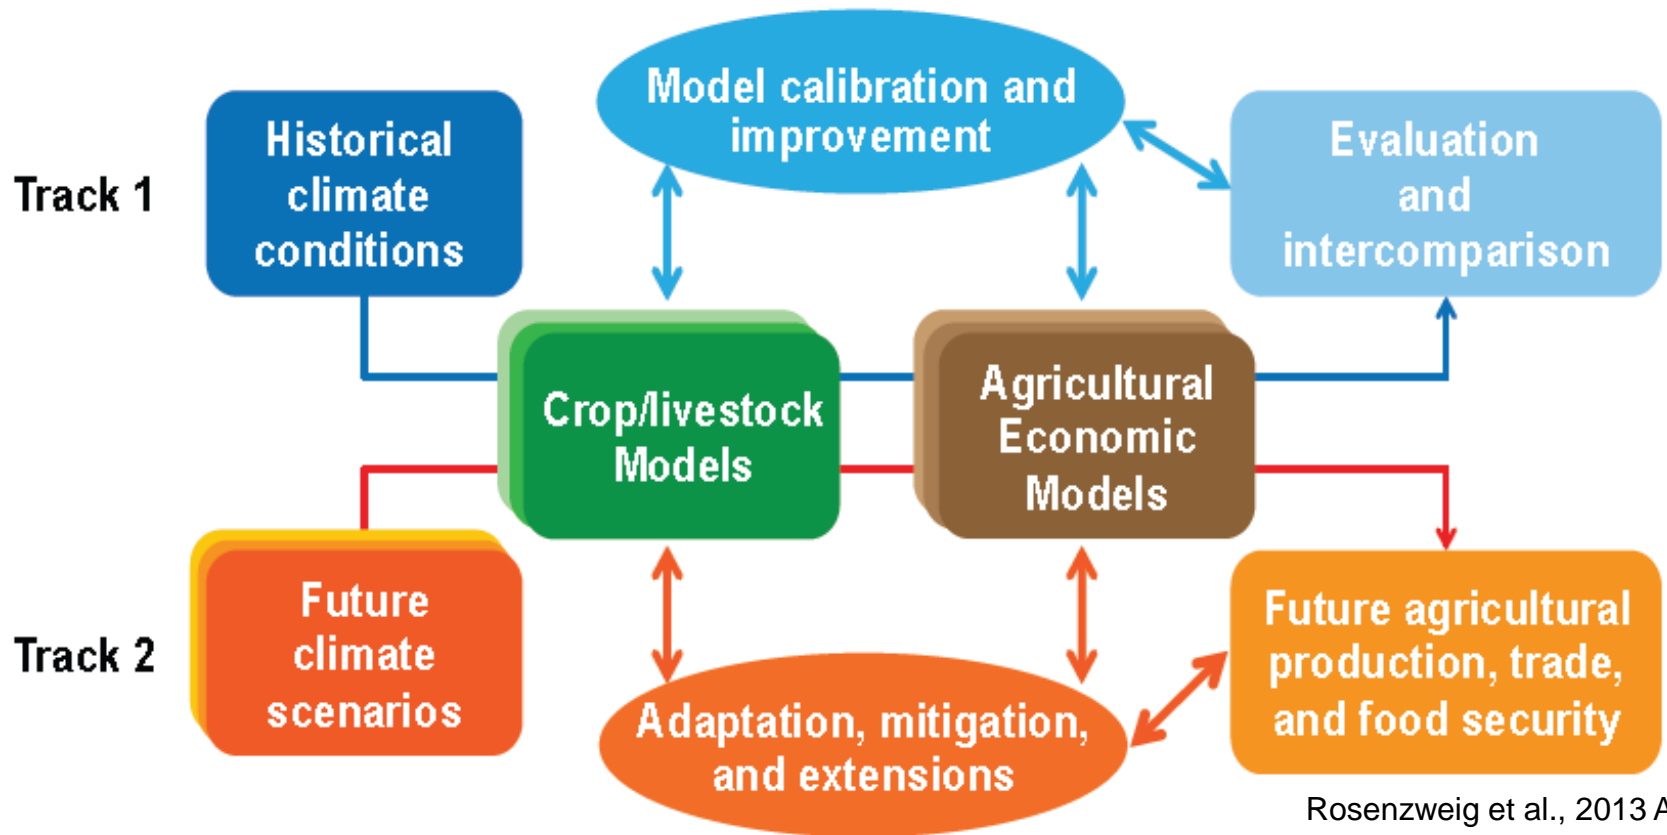 Model calibration and
improvement
Historical
climate
conditions
Evaluation
and
intercomparison
Track 1
Crop/livestock
Models
Agricultural
Economic
Models
Track 2
Future
climate
scenarios
Adaptation, mitigation,
and extensions
Future agricultural
production, trade,
and food security
Rosenzweig et al., 2013 A